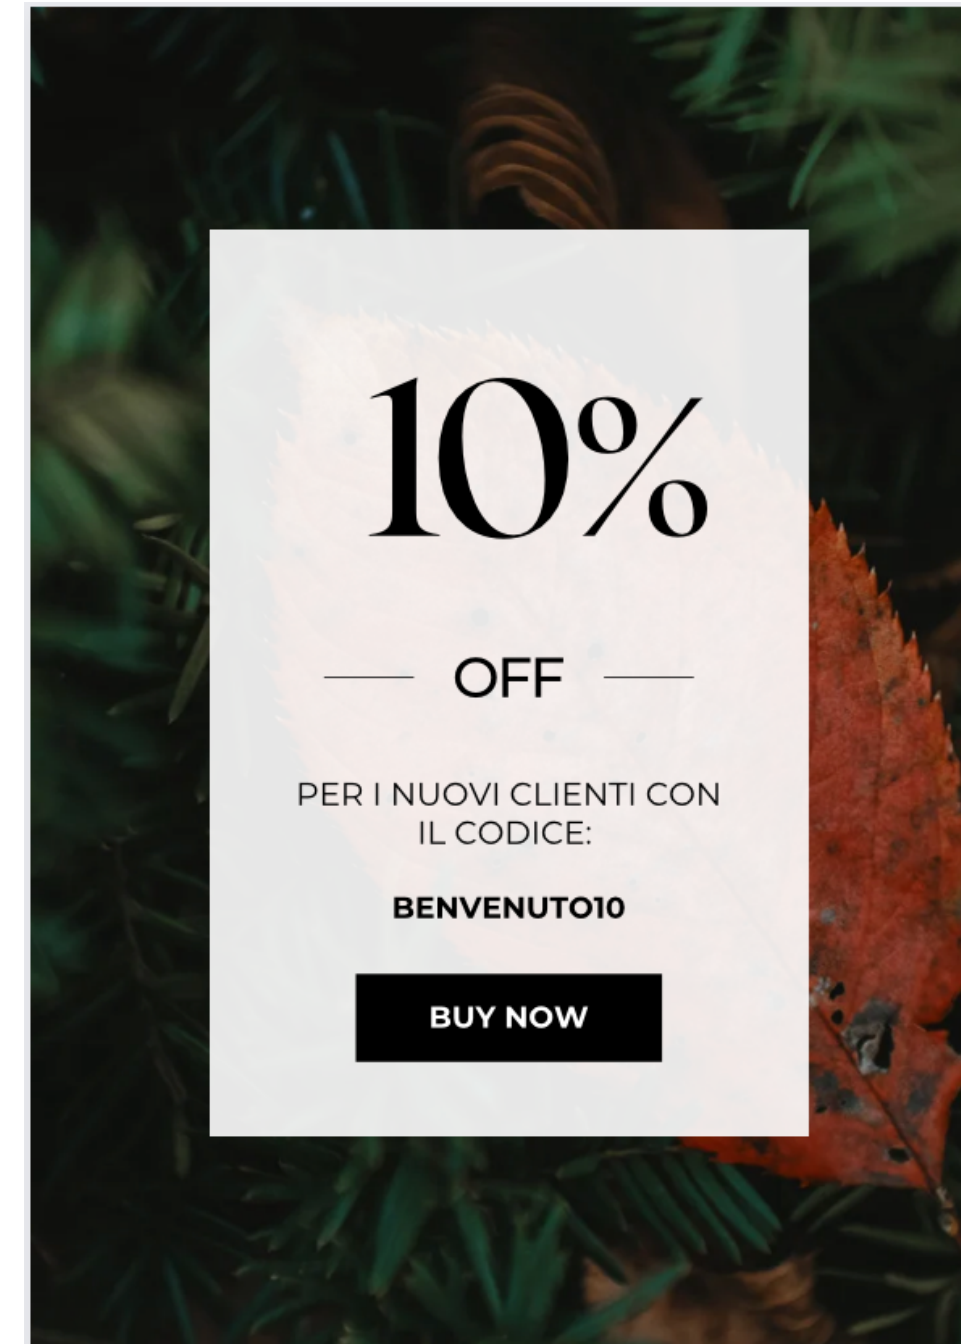 10%
OFF
PER I NUOVI CLIENTI CON
IL CODICE:
BENVENUTO10
BUY NOW